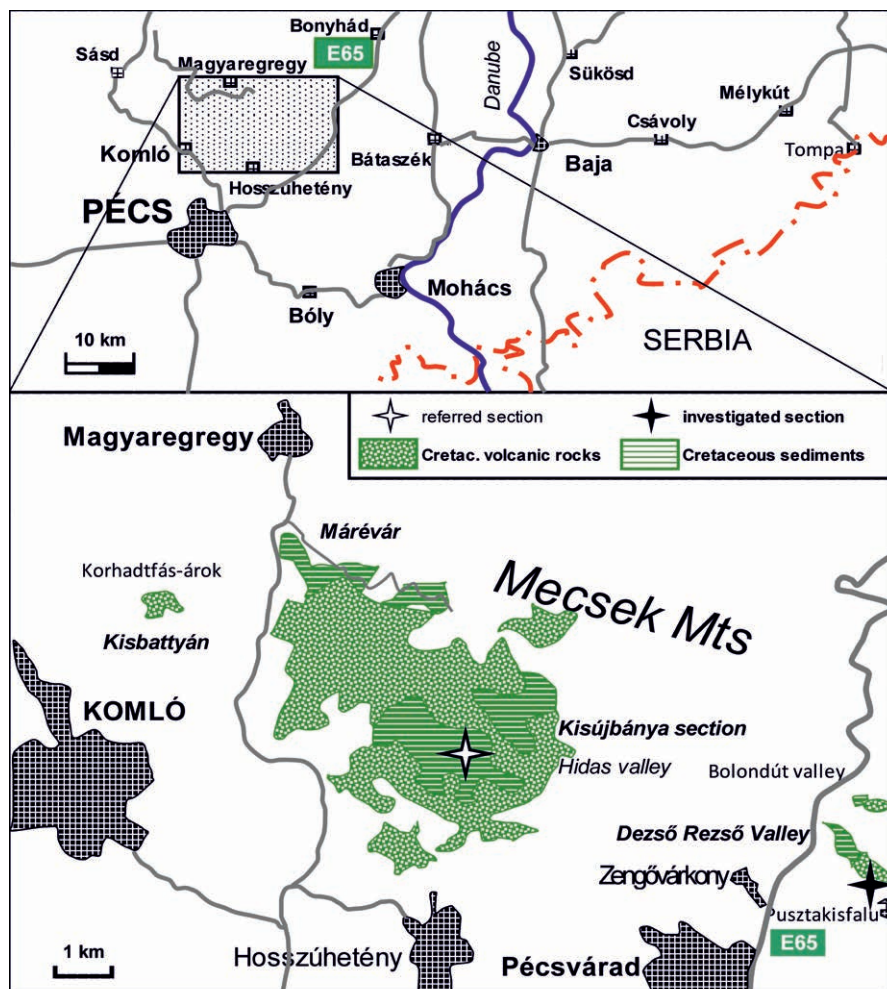 Bonyhád
E65
Sásd
Magyaregregy
Danube
Sükösd
Mélykút
Csávoly
Komló
Bátaszék
Baja
Tompa
Hosszúhetény
PÉCS
Mohács
Bóly
10 km
SERBIA
referred section
investigated section
Cretac. volcanic rocks
Cretaceous sediments
Magyaregregy
Márévár
Korhadtfás-árok
Mecsek Mts
Kisbattyán
KOMLÓ
Kisújbánya section
Hidas valley
Bolondút valley
Dezső Rezső Valley
Zengővárkony
Pusztakisfalu
Hosszúhetény
E65
1 km
Pécsvárad